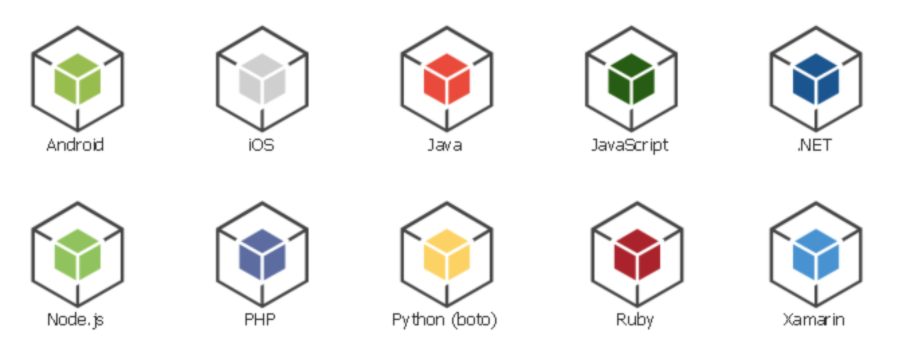 Android
iOS
Java
JavaScript
.NET
Node.js
PHP
Python (boto)
Ruby
Xamarin